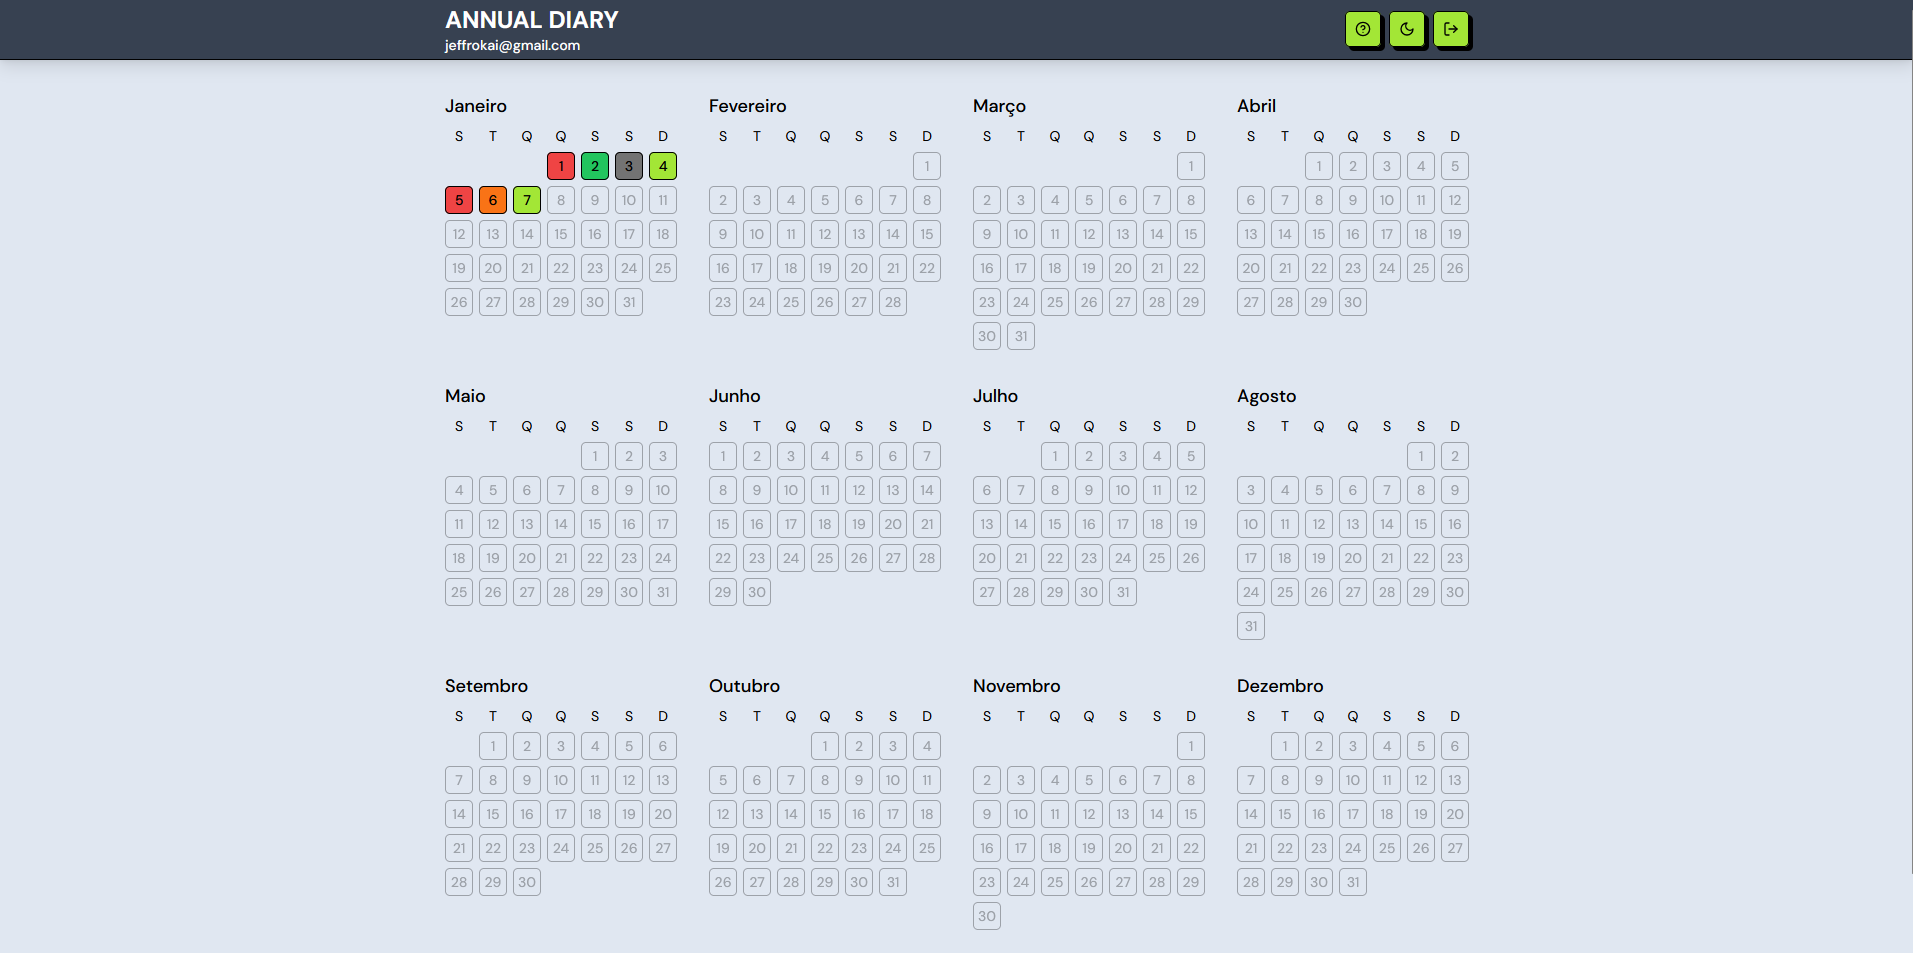 ANNUAL DIARY
jeffrokai@gmail.com
Janeiro
S T Q Q S S D
1 2 3 4
5 6 7 8 9 10 11
12 13 14 15 16 17 18
19 20 21 22 23 24 25
26 27 28 29 30 31
Fevereiro
S T Q Q S S D
1
2 3 4 5 6 7 8
9 10 11 12 13 14 15
16 17 18 19 20 21 22
23 24 25 26 27 28
Março
S T Q Q S S D
1
2 3 4 5 6 7 8
9 10 11 12 13 14 15
16 17 18 19 20 21 22
23 24 25 26 27 28 29
30 31
Abril
S T Q Q S S D
1 2 3 4 5
6 7 8 9 10 11 12
13 14 15 16 17 18 19
20 21 22 23 24 25 26
27 28 29 30
Maio
S T Q Q S S D
1 2 3
4 5 6 7 8 9 10
11 12 13 14 15 16 17
18 19 20 21 22 23 24
25 26 27 28 29 30 31
Junho
S T Q Q S S D
1 2 3 4 5 6 7
8 9 10 11 12 13 14
15 16 17 18 19 20 21
22 23 24 25 26 27 28
29 30
Julho
S T Q Q S S D
1 2 3 4 5
6 7 8 9 10 11 12
13 14 15 16 17 18 19
20 21 22 23 24 25 26
27 28 29 30 31
Agosto
S T Q Q S S D
1 2
3 4 5 6 7 8 9
10 11 12 13 14 15 16
17 18 19 20 21 22 23
24 25 26 27 28 29 30
31
Setembro
S T Q Q S S D
1 2 3 4 5 6
7 8 9 10 11 12 13
14 15 16 17 18 19 20
21 22 23 24 25 26 27
28 29 30
Outubro
S T Q Q S S D
1 2 3 4
5 6 7 8 9 10 11
12 13 14 15 16 17 18
19 20 21 22 23 24 25
26 27 28 29 30 31
Novembro
S T Q Q S S D
1
2 3 4 5 6 7 8
9 10 11 12 13 14 15
16 17 18 19 20 21 22
23 24 25 26 27 28 29
30
Dezembro
S T Q Q S S D
1 2 3 4 5 6
7 8 9 10 11 12 13
14 15 16 17 18 19 20
21 22 23 24 25 26 27
28 29 30 31